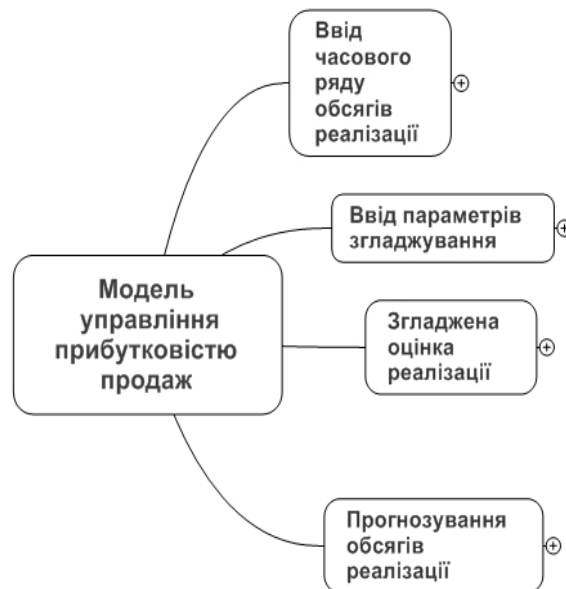 Ввід
часового
ряду
обсягів
реалізації
Ввід параметрів
згладжування
Модель
управління
прибутковістю
продаж
Згладжена
оцінка
реалізації
Прогнозування
обсягів
реалізації